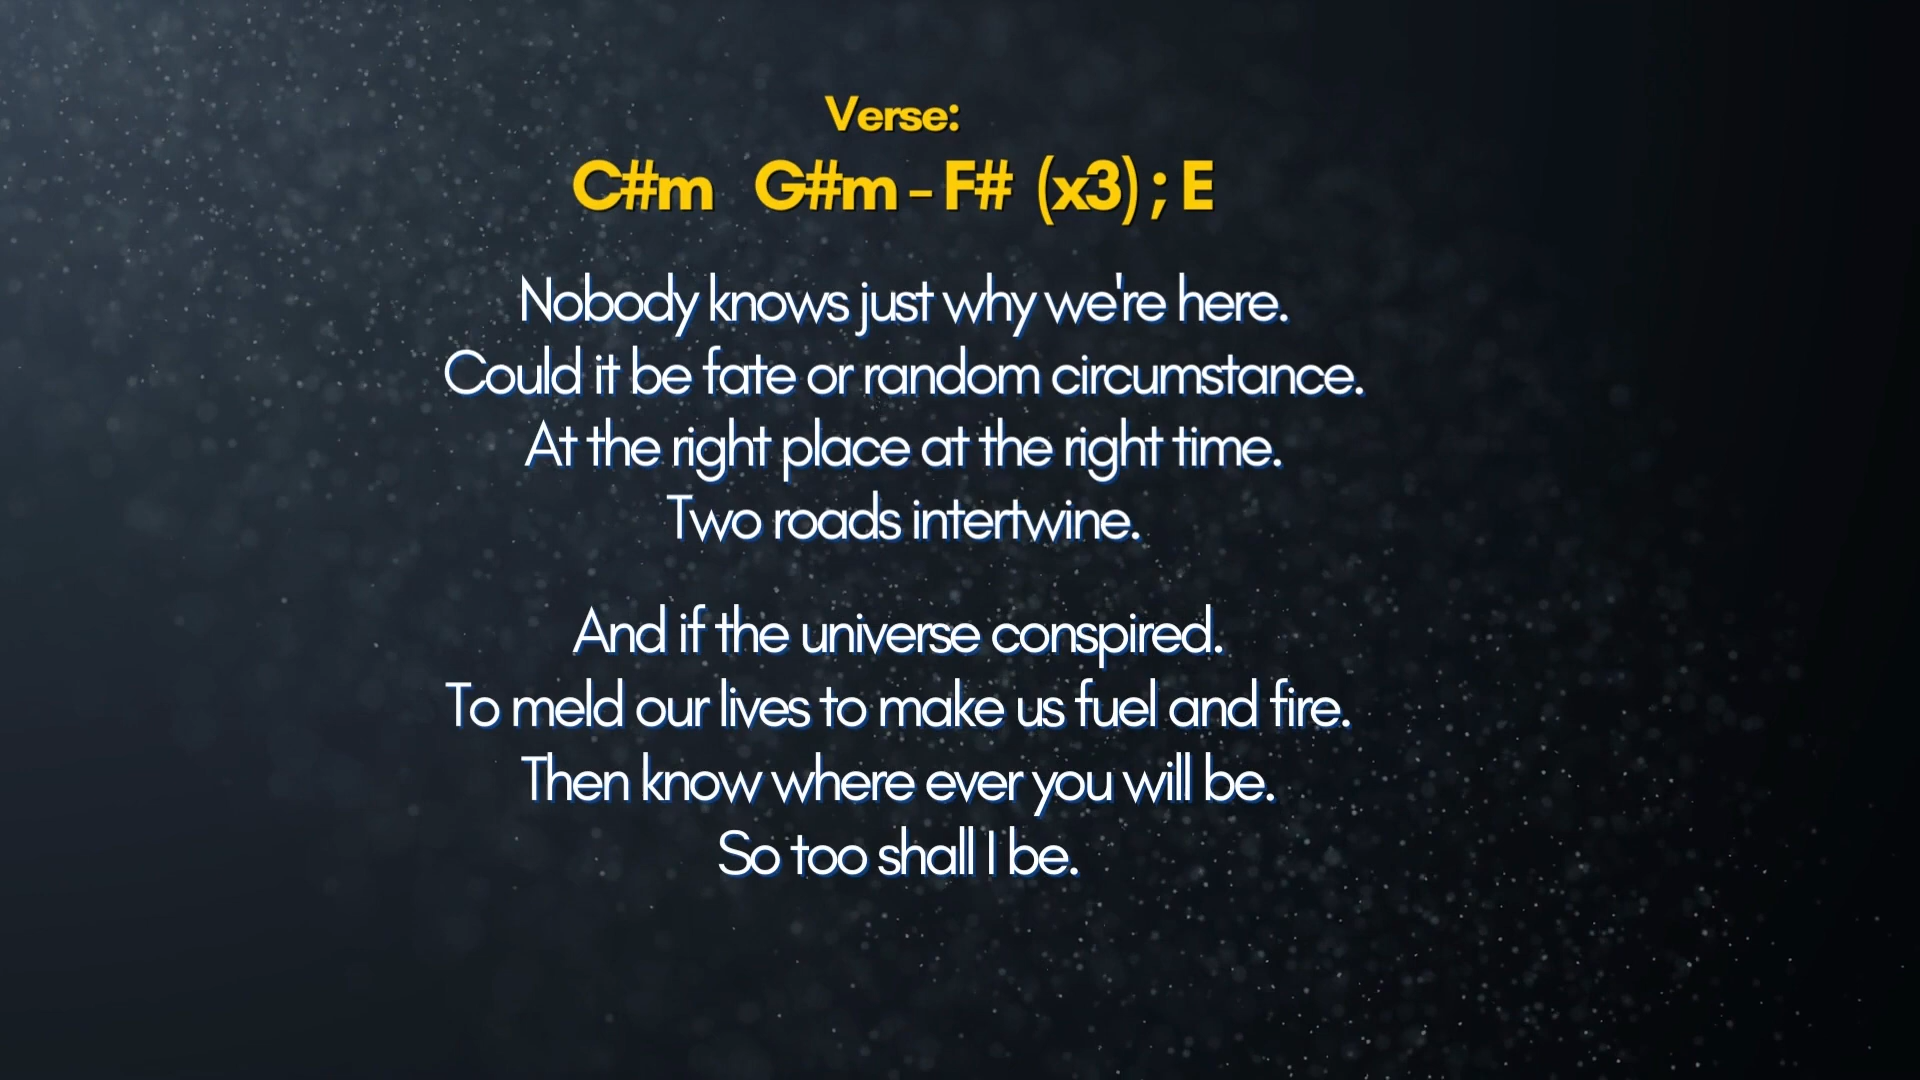 Verse:
C#m G#m - F# (x3) ; E
Nobody knows just why we're here.
Could it be fate or random circumstance.
At the right place at the right time.
Two roads intertwine.
And if the universe conspired.
To meld our lives to make us fuel and fire.
Then know where ever you will be.
So too shall I be.